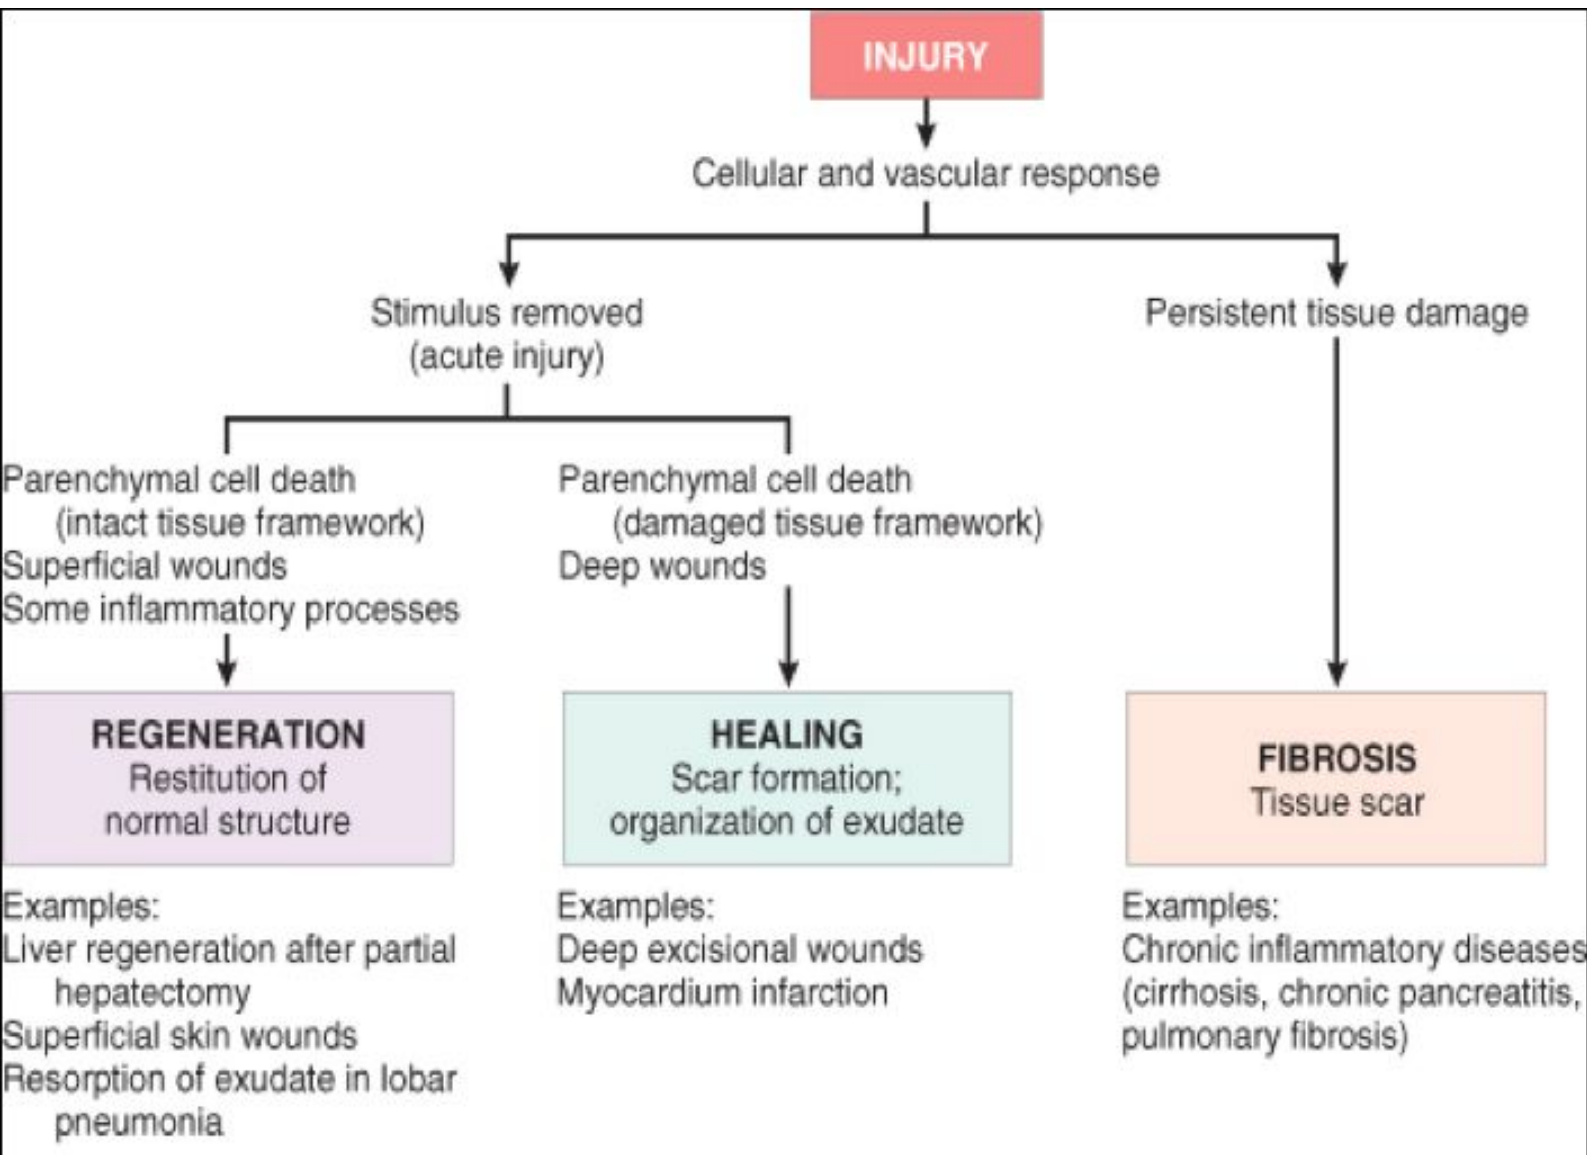 INJURY
Cellular and vascular response
Stimulus removed
(acute injury)
Persistent tissue damage
Parenchymal cell death
(intact tissue framework)
Superficial wounds
Some inflammatory processes
Parenchymal cell death
(damaged tissue framework)
Deep wounds
REGENERATION
Restitution of
normal structure
HEALING
Scar formation;
organization of exudate
FIBROSIS
Tissue scar
Examples:
Liver regeneration after partial
hepatectomy
Superficial skin wounds
Resorption of exudate in lobar
pneumonia
Examples:
Deep excisional wounds
Myocardium infarction
Examples:
Chronic inflammatory diseases
(cirrhosis, chronic pancreatitis,
pulmonary fibrosis)